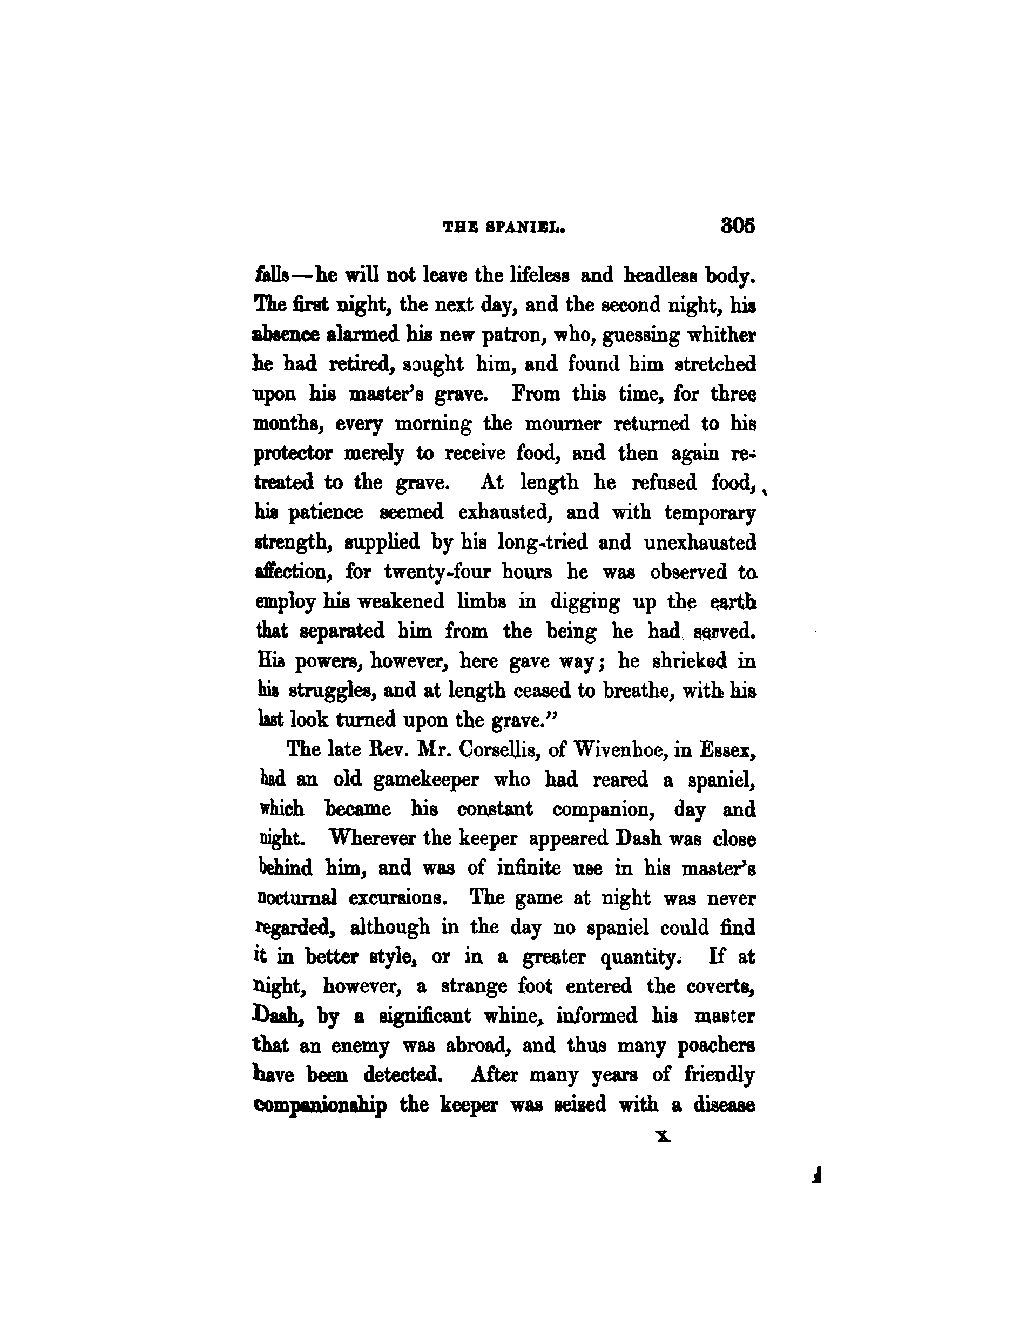 THE SPANIEL. 305
falls—he will not leave the lifeless and headless body.
The first night, the next day, and the second night, his
absence alarmed his new patron, who, guessing whither
he had retired, sought him, and found him stretched
upon his master's grave. From this time, for three
months, every morning the mourner returned to his
protector merely to receive food, and then again re-
treated to the grave. At length he refused food,
his patience seemed exhausted, and with temporary
strength, supplied by his long-tried and unexhausted
affection, for twenty-four hours he was observed to
employ his weakened limbs in digging up the earth
that separated him from the being he had served.
His powers, however, here gave way; he shrieked in
his struggles, and at length ceased to breathe, with his
last look turned upon the grave."
The late Rev. Mr. Corsellis, of Wivenhoe, in Essex,
had an old gamekeeper who had reared a spaniel,
which became his constant companion, day and
night. Wherever the keeper appeared Dash was close
behind him, and was of infinite use in his master's
nocturnal excursions. The game at night was never
regarded, although in the day no spaniel could find
it in better style, or in a greater quantity. If at
night, however, a strange foot entered the coverts,
Dash, by a significant whine, informed his master
that an enemy was abroad, and thus many poachers
have been detected. After many years of friendly
companionship the keeper was seized with a disease
X